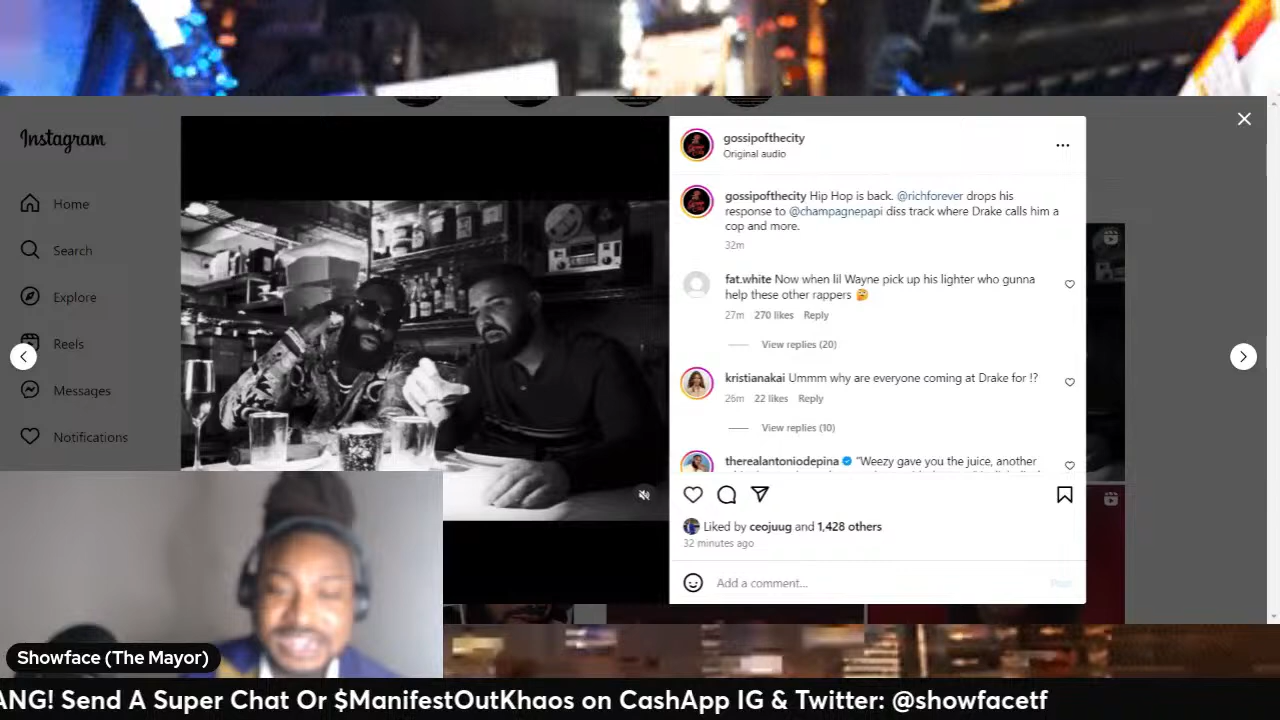 Instagram
Home
Search
Explore
Reels
Messages
Notifications
gossipofthecity
Original audio
gossipofthecity Hip Hop is back. @richforever drops his
response to @champagnepapi diss track where Drake calls him a
cop and more.
32m
fat.white Now when lil Wayne pick up his lighter who gunna
help these other rappers 🤔
27m 270 likes Reply
View replies (20)
kristianakai Ummm why are everyone coming at Drake for !?
26m 22 likes Reply
View replies (10)
therealantoniodepina "Weezy gave you the juice, another
Liked by ceojuug and 1,428 others
32 minutes ago
Add a comment...
Post
Showface (The Mayor)
ANG! Send A Super Chat Or $ManifestOutKhaos on CashApp IG & Twitter: @showfacetf